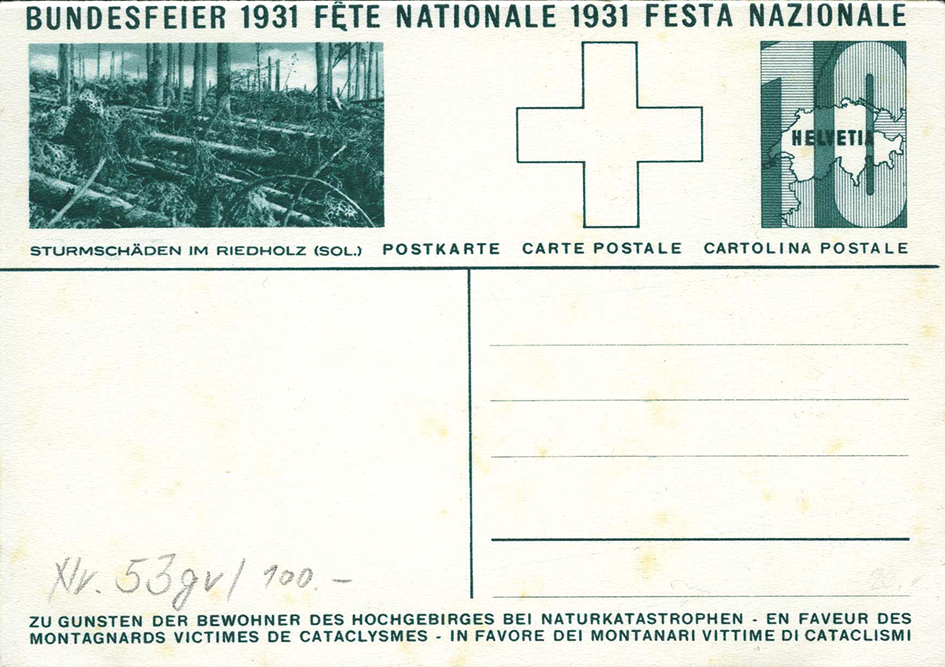 BUNDESFEIER 1931 FÊTE NATIONALE 1931 FESTA NAZIONALE
10
HELVETIA
STURMSCHÄDEN IM RIEDHOLZ (SOL.) POSTKARTE CARTE POSTALE CARTOLINA POSTALE
Nr. 53gv/ 100.–
ZU GUNSTEN DER BEWOHNER DES HOCHGEBIRGES BEI NATURKATASTROPHEN - EN FAVEUR DES
MONTAGNARDS VICTIMES DE CATACLYSMES - IN FAVORE DEI MONTANARI VITTIME DI CATACLISMI